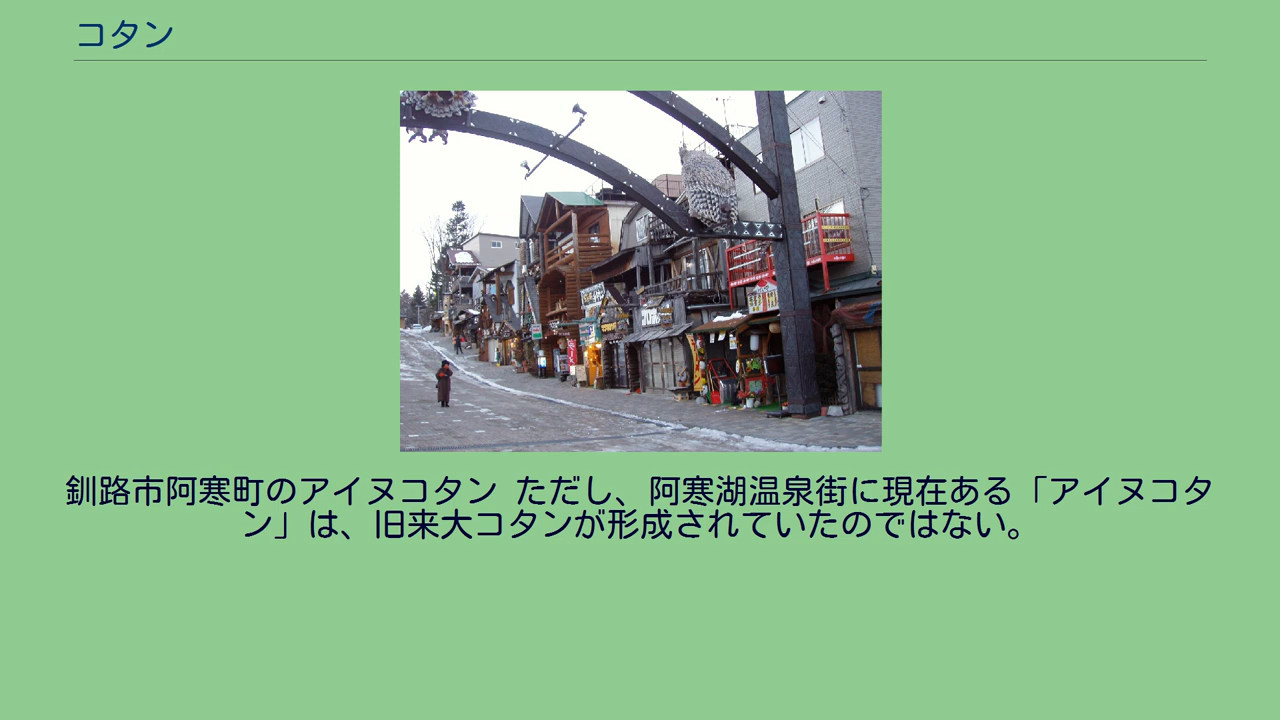 コタン
釧路市阿寒町のアイヌコタン ただし、阿寒湖温泉街に現在ある「アイヌコタ
ン」は、旧来大コタンが形成されていたのではない。